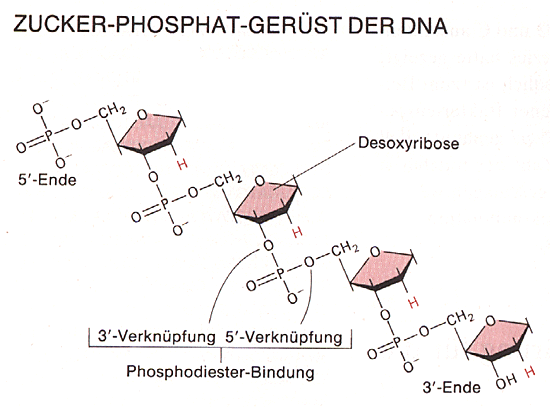 ZUCKER-PHOSPHAT-GERÜST DER DNA
O⁻
O=P-O-CH₂
O⁻
O
5′-Ende
H
Desoxyribose
O
O=P-O-CH₂
O⁻
O
H
O
O=P-O-CH₂
O⁻
O
H
3′-Verknüpfung 5′-Verknüpfung
Phosphodiester-Bindung
O
O=P-O-CH₂
O⁻
O
OH H
3′-Ende